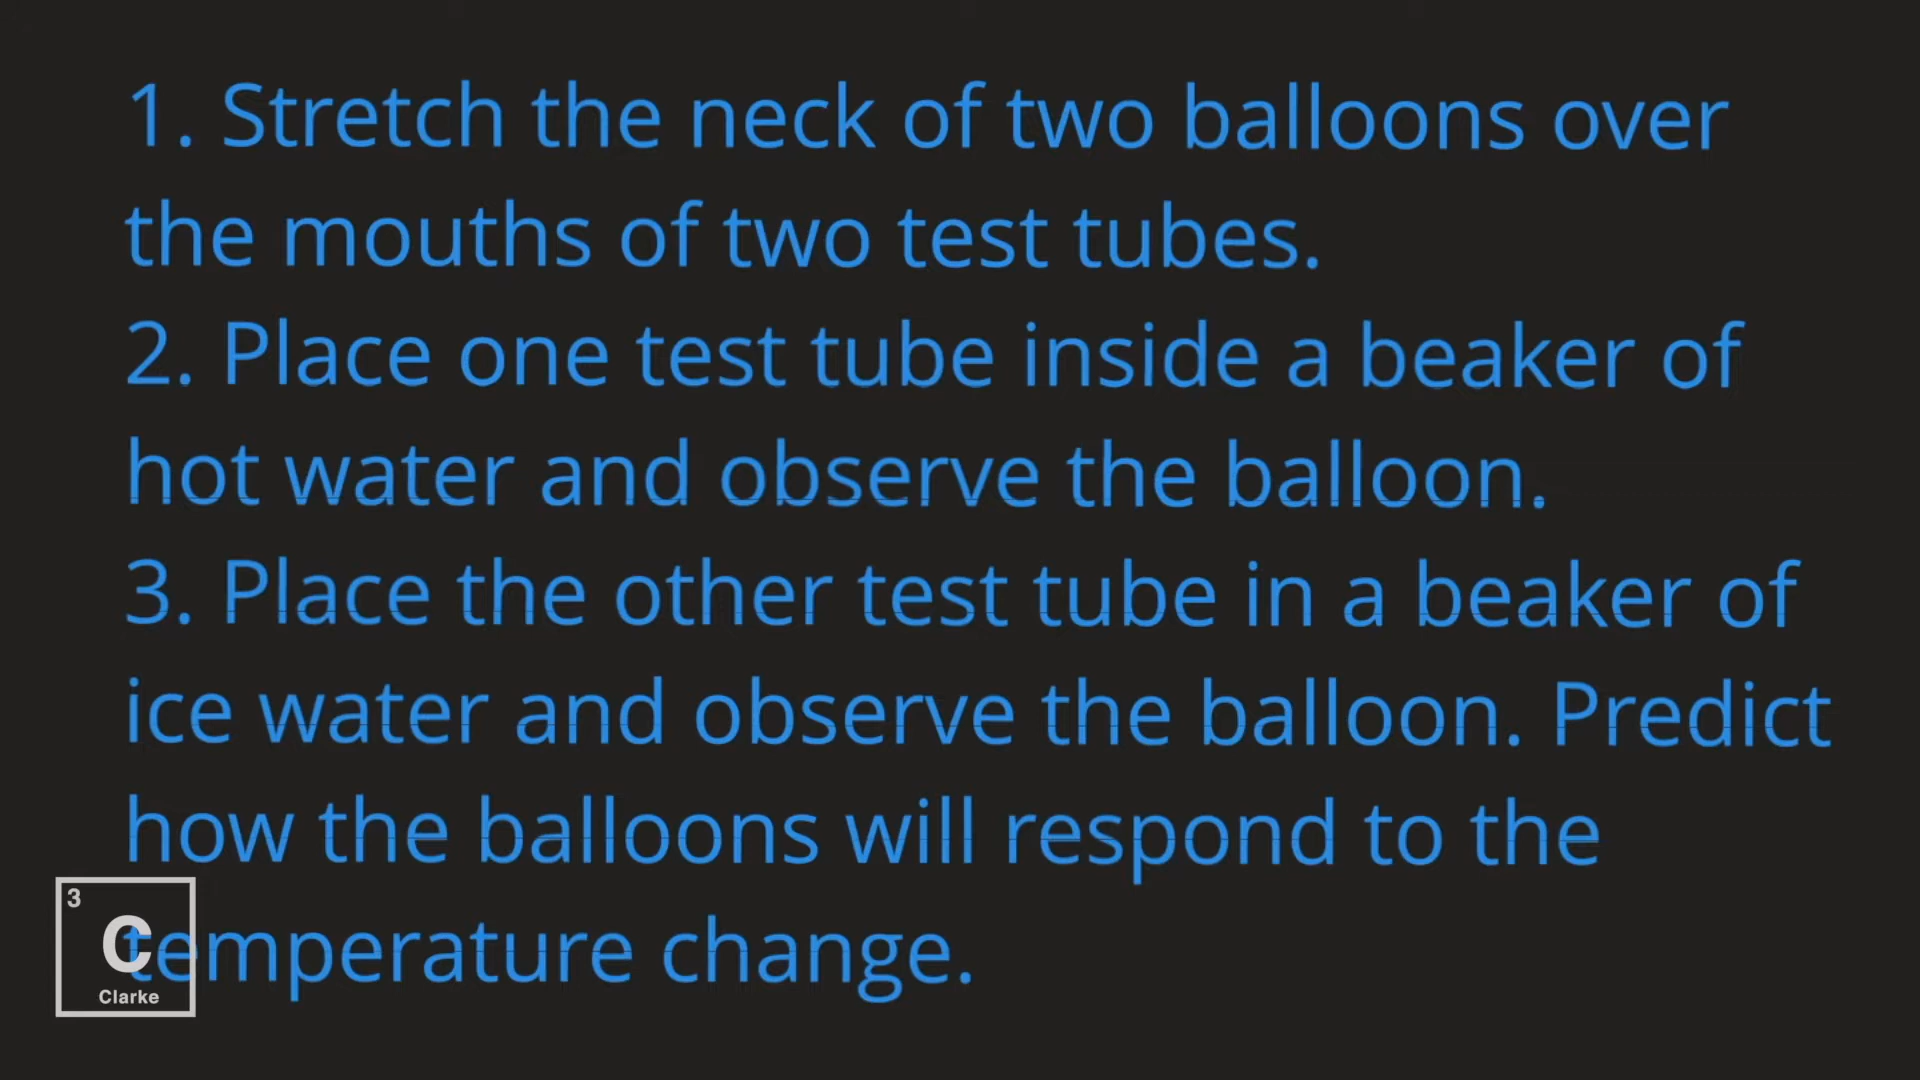 1. Stretch the neck of two balloons over
the mouths of two test tubes.
2. Place one test tube inside a beaker of
hot water and observe the balloon.
3. Place the other test tube in a beaker of
ice water and observe the balloon. Predict
how the balloons will respond to the
temperature change.
3
C
Clarke